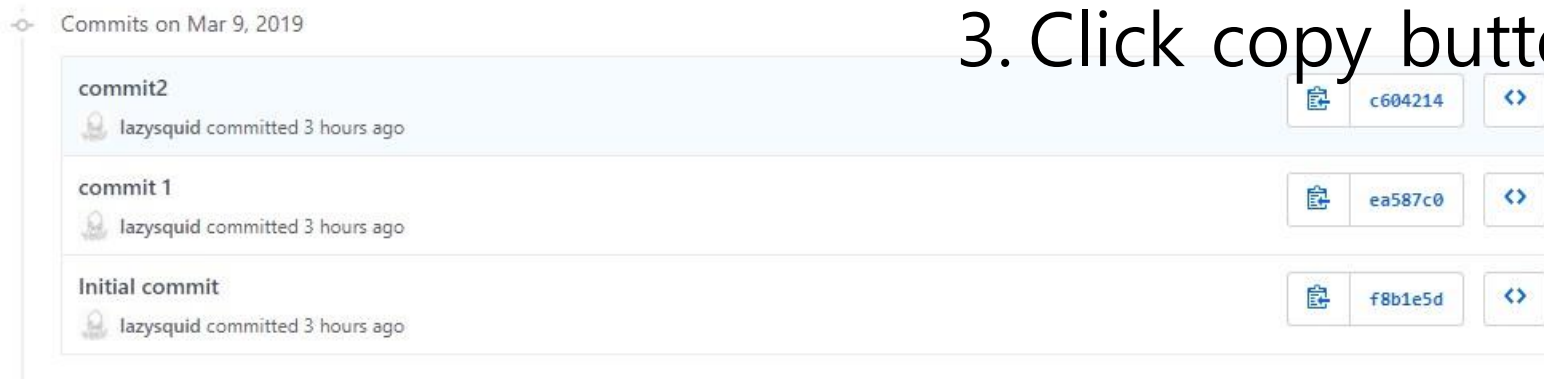 Commits on Mar 9, 2019
3. Click copy
commit2
lazysquid committed 3 hours ago
c604214
commit 1
lazysquid committed 3 hours ago
ea587c0
Initial commit
lazysquid committed 3 hours ago
f8b1e5d